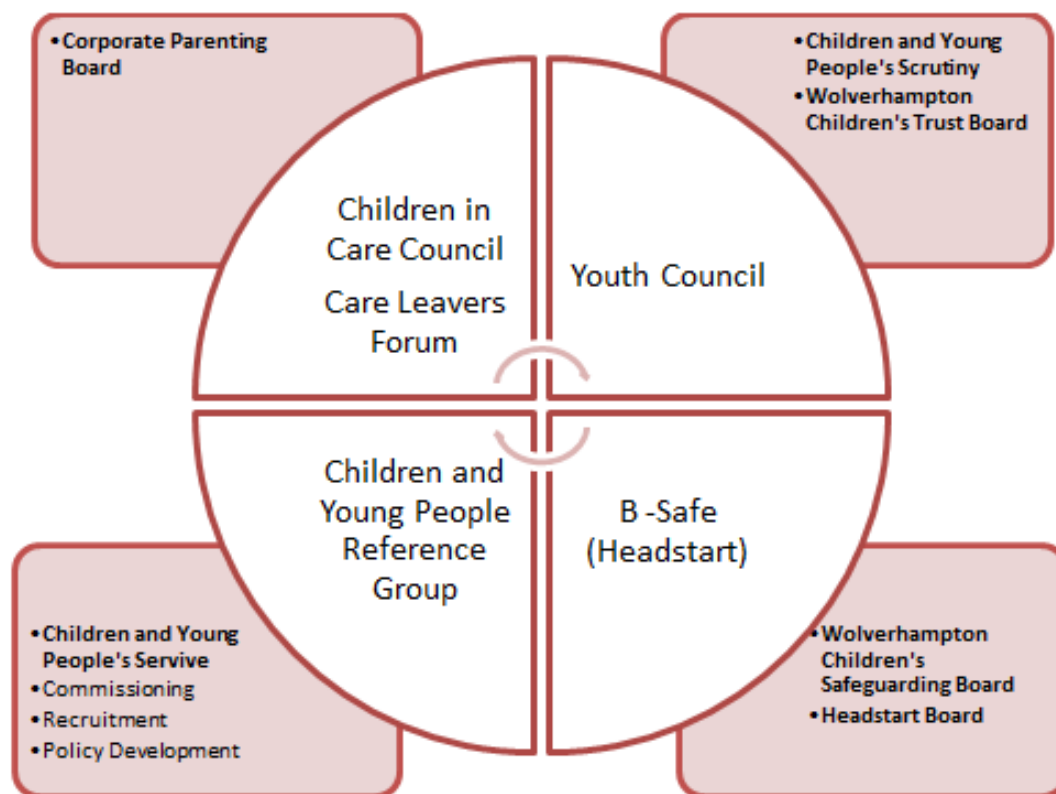 •Corporate Parenting
Board
•Children and Young
People's Scrutiny
•Wolverhampton
Children's Trust Board
Children in
Care Council
Care Leavers
Forum
Youth Council
Children and
Young People
Reference
Group
B -Safe
(Headstart)
•Children and Young
People's Servive
•Commissioning
•Recruitment
•Policy Development
•Wolverhampton
Children's
Safeguarding Board
•Headstart Board